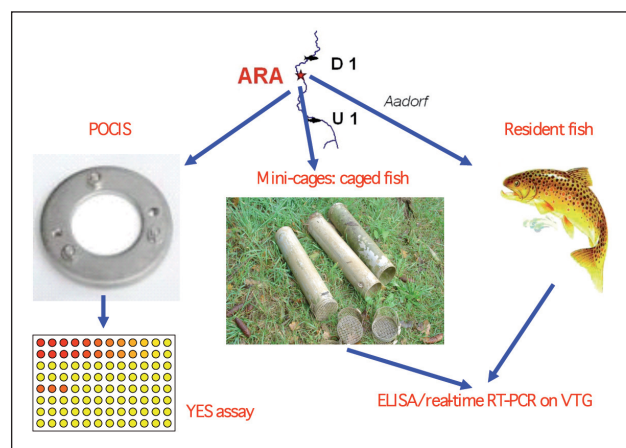 D 1
ARA
Aadorf
U 1
POCIS
Resident fish
Mini-cages: caged fish
YES assay
ELISA/real-time RT-PCR on VTG